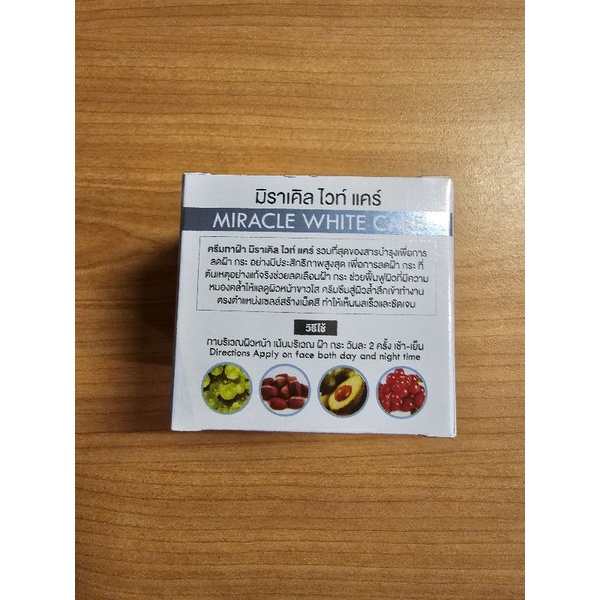 มิราเคิล ไวท์ แคร์
MIRACLE WHITE CARE
ครีมทาฝ้า มิราเคิล ไวท์ แคร์ รวมที่สุดของสารบำรุงเพื่อการ
ลดฝ้า กระ อย่างมีประสิทธิภาพสูงสุด เพื่อการลดฝ้า กระ ที่
ต้นเหตุอย่างแท้จริงช่วยลดเลือนฝ้า กระ ช่วยฟื้นฟูผิวที่มีความ
หมองคล้ำให้แลดูผิวหน้าขาวใส ครีมซึมสู่ผิวล้ำลึกเข้าทำงาน
ตรงตำแหน่งเซลล์สร้างเม็ดสี ทำให้เห็นผลเร็วและชัดเจน
วิธีใช้
ทาบริเวณผิวหน้า เน้นบริเวณ ฝ้า กระ วันละ 2 ครั้ง เช้า-เย็น
Directions Apply on face both day and night time